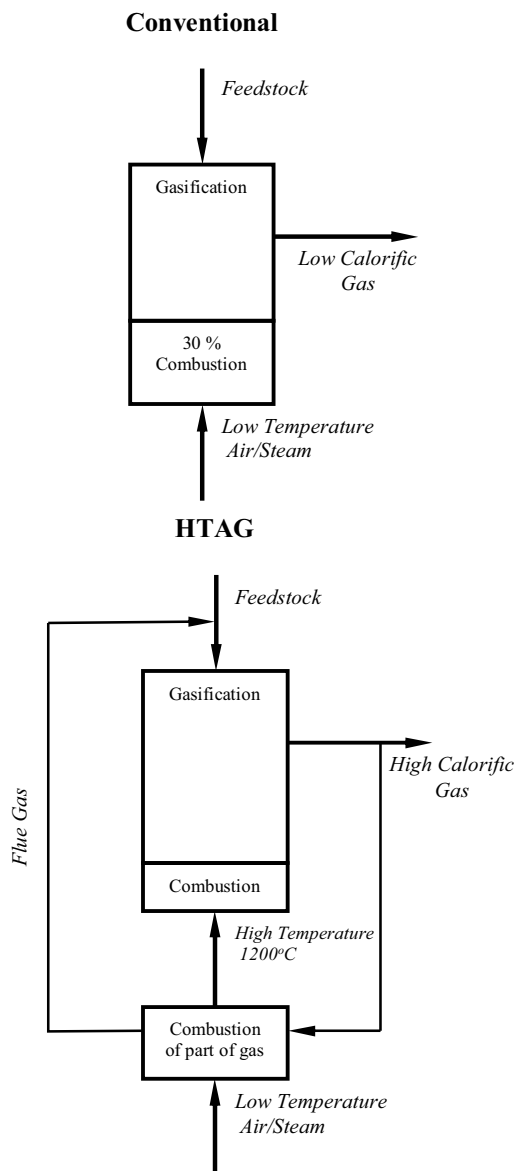 Conventional
Feedstock
Gasification
Low Calorific
Gas
30 %
Combustion
Low Temperature
Air/Steam
HTAG
Feedstock
Gasification
High Calorific
Gas
Flue Gas
Combustion
High Temperature
1200°C
Combustion
of part of gas
Low Temperature
Air/Steam